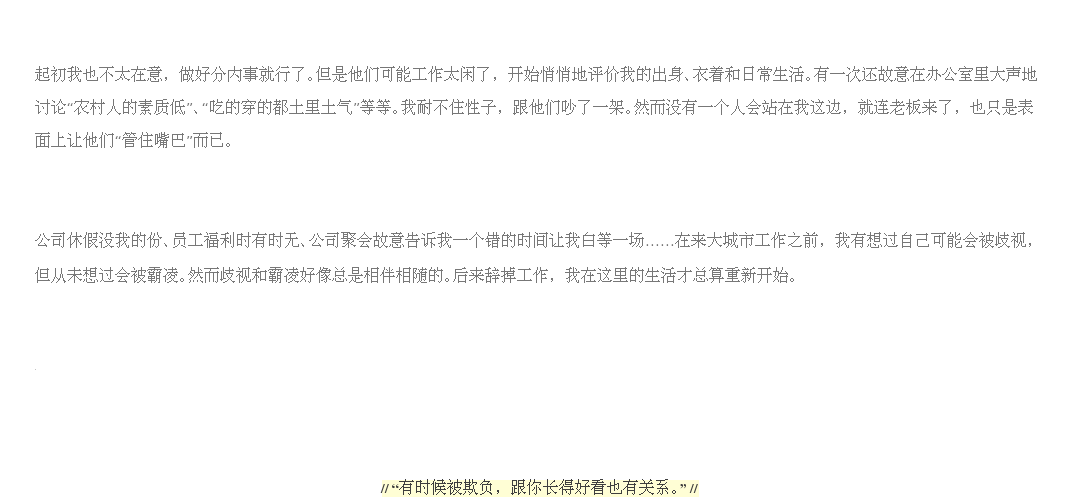 起初我也不太在意，做好分内事就行了。但是他们可能工作太闲了，开始悄悄地评价我的出身、衣着和日常生活。有一次还故意在办公室里大声地
讨论“农村人的素质低”、“吃的穿的都土里土气”等等。我耐不住性子，跟他们吵了一架。然而没有一个人会站在我这边，就连老板来了，也只是表
面上让他们“管住嘴巴”而已。
公司休假没我的份、员工福利时有时无、公司聚会故意告诉我一个错的时间让我白等一场……在来大城市工作之前，我有想过自己可能会被歧视，
但从未想过会被霸凌。然而歧视和霸凌好像总是相伴相随的。后来辞掉工作，我在这里的生活才总算重新开始。
// “有时候被欺负，跟你长得好看也有关系。” //